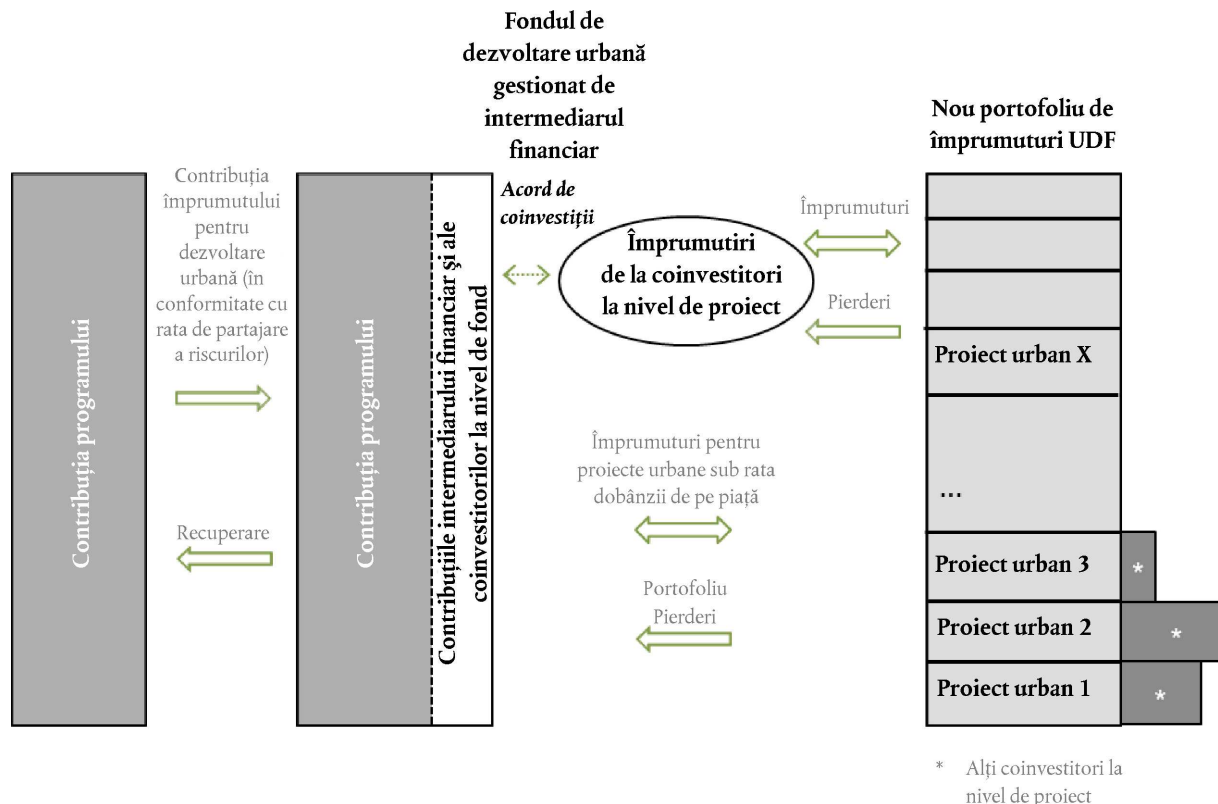 Fondul de
dezvoltare urbană
gestionat de
intermediarul
financiar
Nou portofoliu de
împrumuturi UDF
Contribuția programului
Contribuția
împrumutului
pentru
dezvoltare
urbană (în
conformitate cu
rata de partajare
a riscurilor)
Recuperare
Contribuția programului
Contribuțiile intermediarului financiar şi ale
coinvestitorilor la nivel de fond
Acord de
coinvestiții
Împrumutiri
de la coinvestitori
la nivel de proiect
Împrumuturi
Pierderi
Împrumuturi pentru
proiecte urbane sub rata
dobânzii de pe piață
Portofoliu
Pierderi
Proiect urban X
...
Proiect urban 3
*
Proiect urban 2
*
Proiect urban 1
*
* Alți coinvestitori la
nivel de proiect